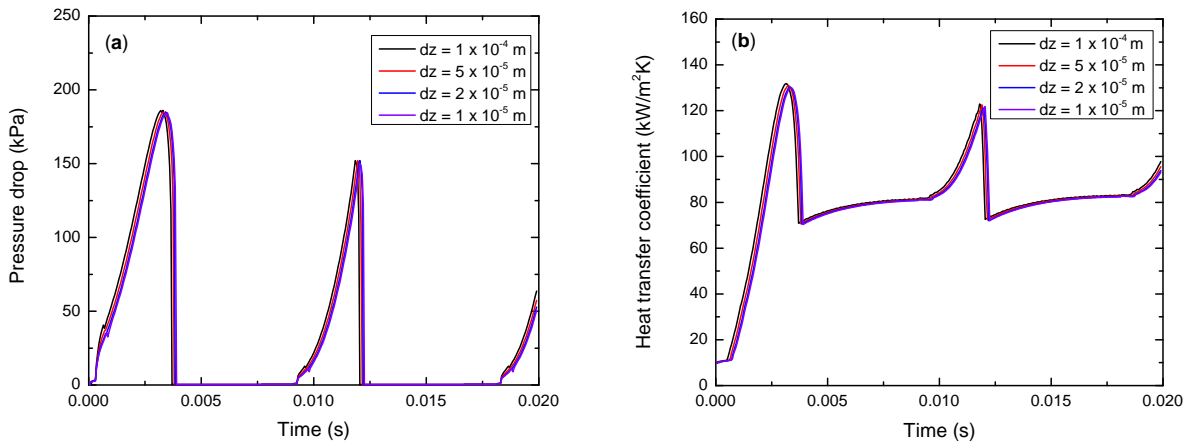 (a)
dz = 1 x 10⁻⁴ m
dz = 5 x 10⁻⁵ m
dz = 2 x 10⁻⁵ m
dz = 1 x 10⁻⁵ m
Pressure drop (kPa)
250
200
150
100
50
0
0.000
0.005
0.010
0.015
0.020
Time (s)
(b)
dz = 1 x 10⁻⁴ m
dz = 5 x 10⁻⁵ m
dz = 2 x 10⁻⁵ m
dz = 1 x 10⁻⁵ m
Heat transfer coefficient (kW/m²K)
160
140
120
100
80
60
40
20
0
0.000
0.005
0.010
0.015
0.020
Time (s)